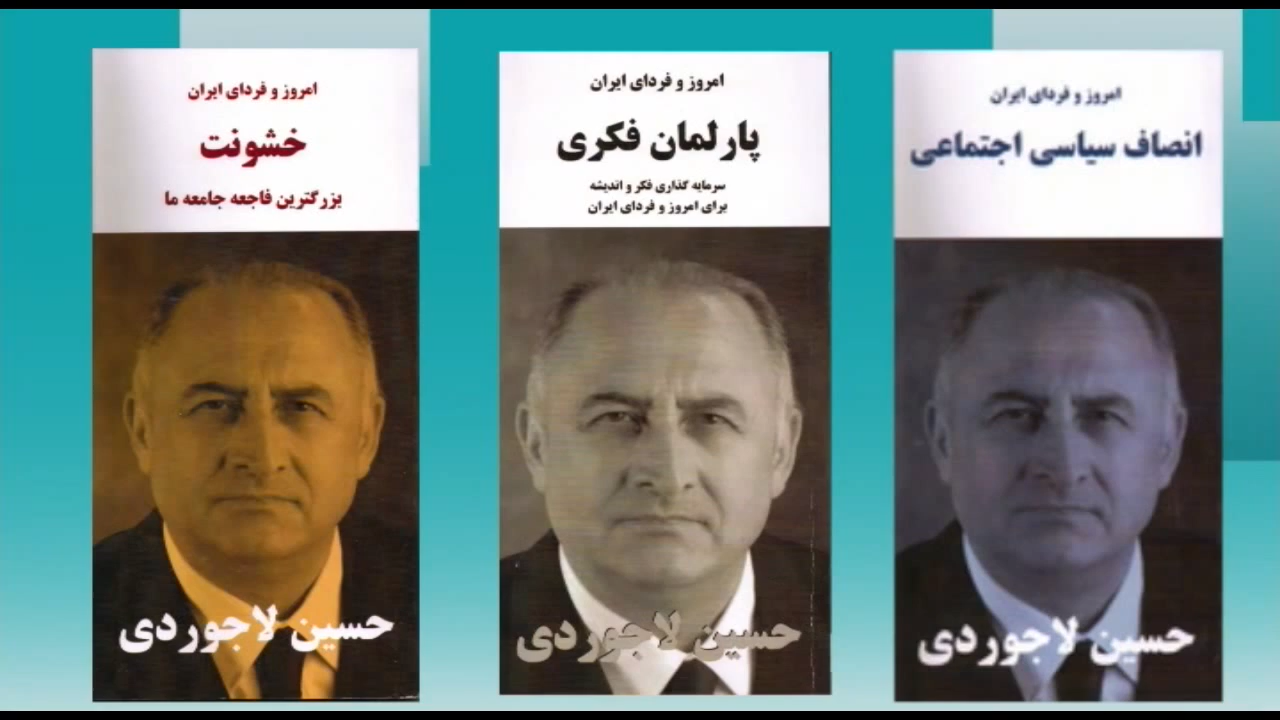 امروز و فردای ایران
انصاف سیاسی اجتماعی
حسین لاجوردی
امروز و فردای ایران
پارلمان فکری
سرمایه گذاری فکر و اندیشه
برای امروز و فردای ایران
حسین لاجوردی
امروز و فردای ایران
خشونت
بزرگترین فاجعه جامعه ما
حسین لاجوردی